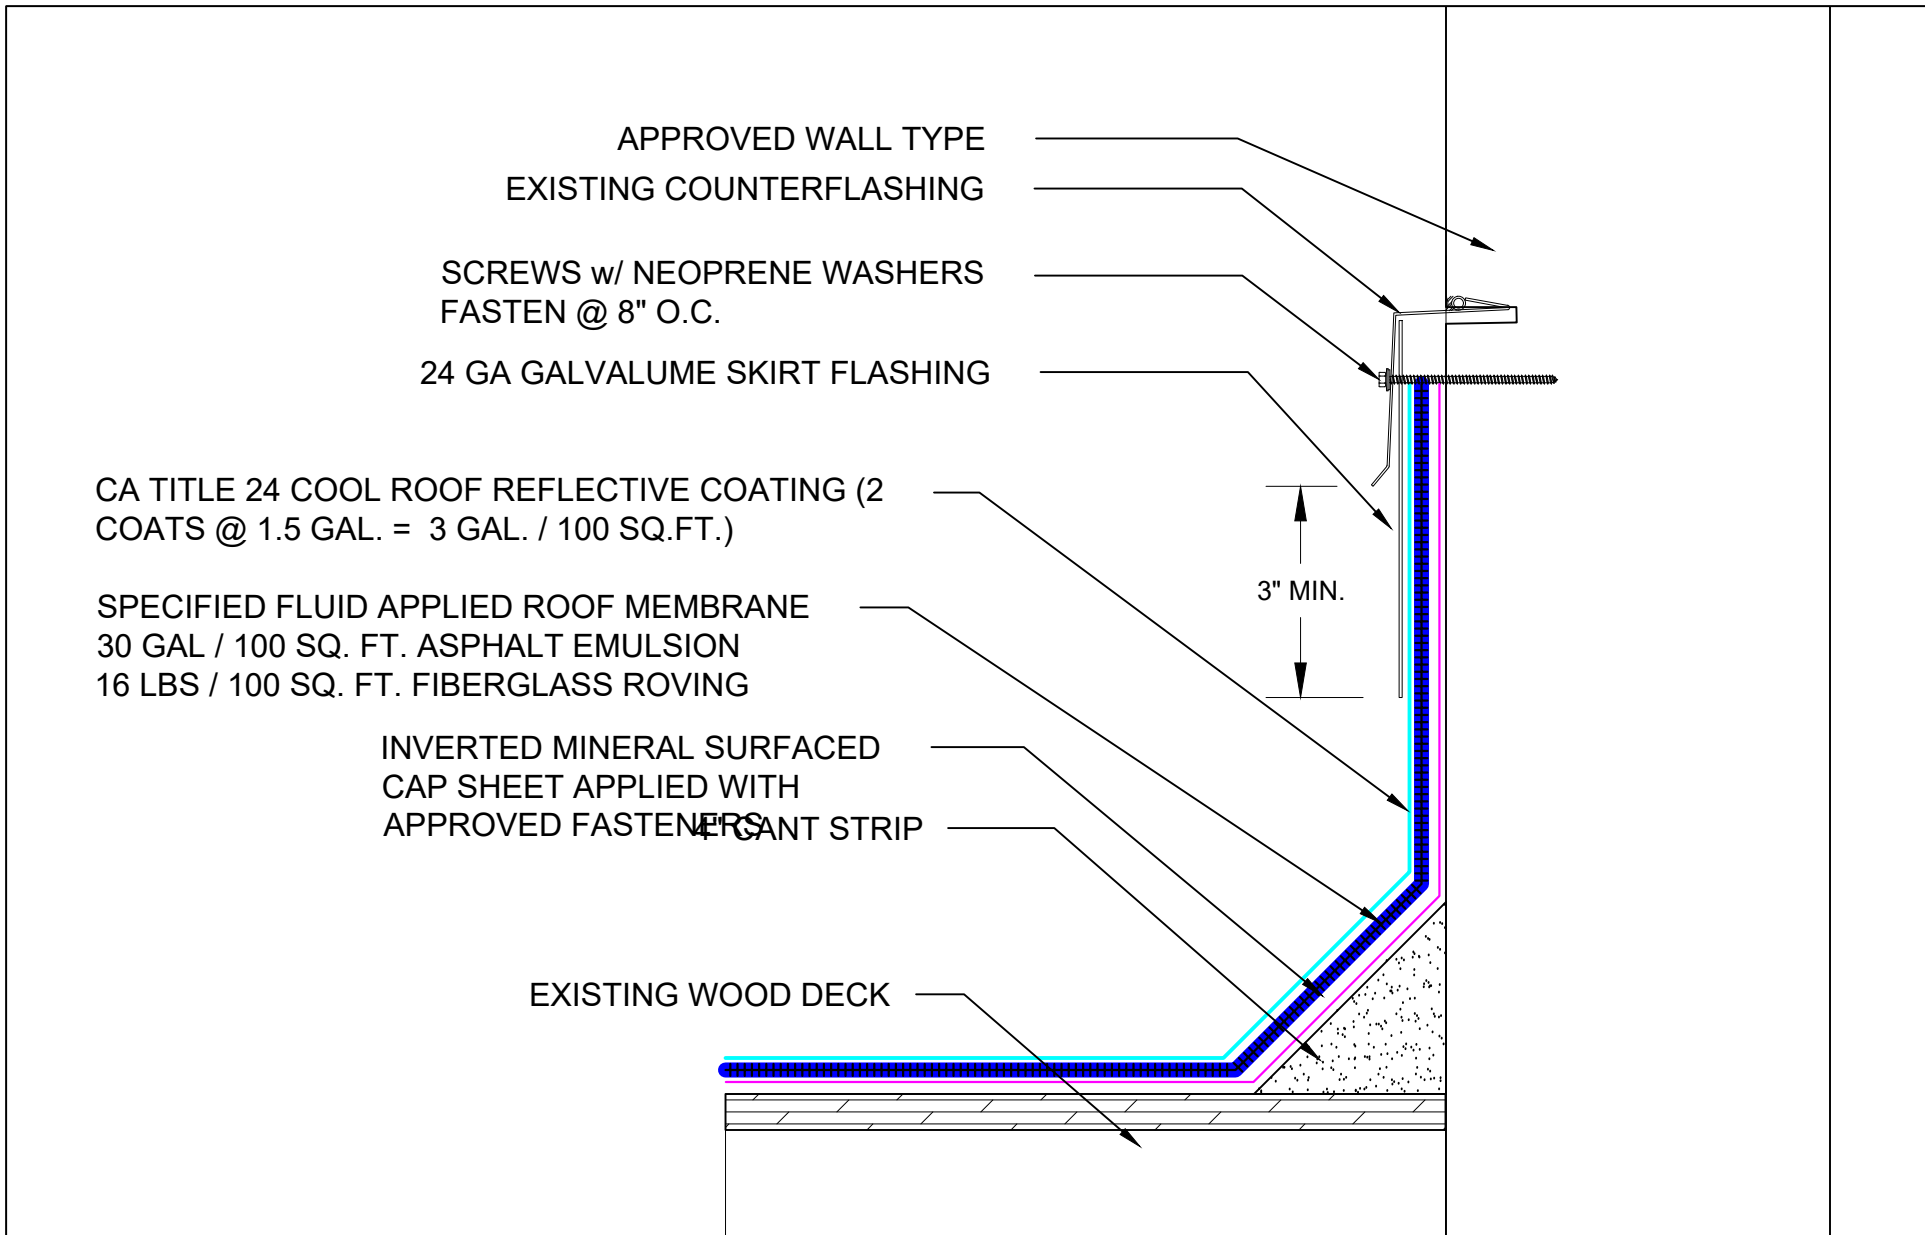 APPROVED WALL TYPE
EXISTING COUNTERFLASHING
SCREWS w/ NEOPRENE WASHERS
FASTEN @ 8" O.C.
24 GA GALVALUME SKIRT FLASHING
CA TITLE 24 COOL ROOF REFLECTIVE COATING (2
COATS @ 1.5 GAL. = 3 GAL. / 100 SQ.FT.)
3" MIN.
SPECIFIED FLUID APPLIED ROOF MEMBRANE
30 GAL / 100 SQ. FT. ASPHALT EMULSION
16 LBS / 100 SQ. FT. FIBERGLASS ROVING
INVERTED MINERAL SURFACED
CAP SHEET APPLIED WITH
APPROVED FASTENERS
4" CANT STRIP
EXISTING WOOD DECK